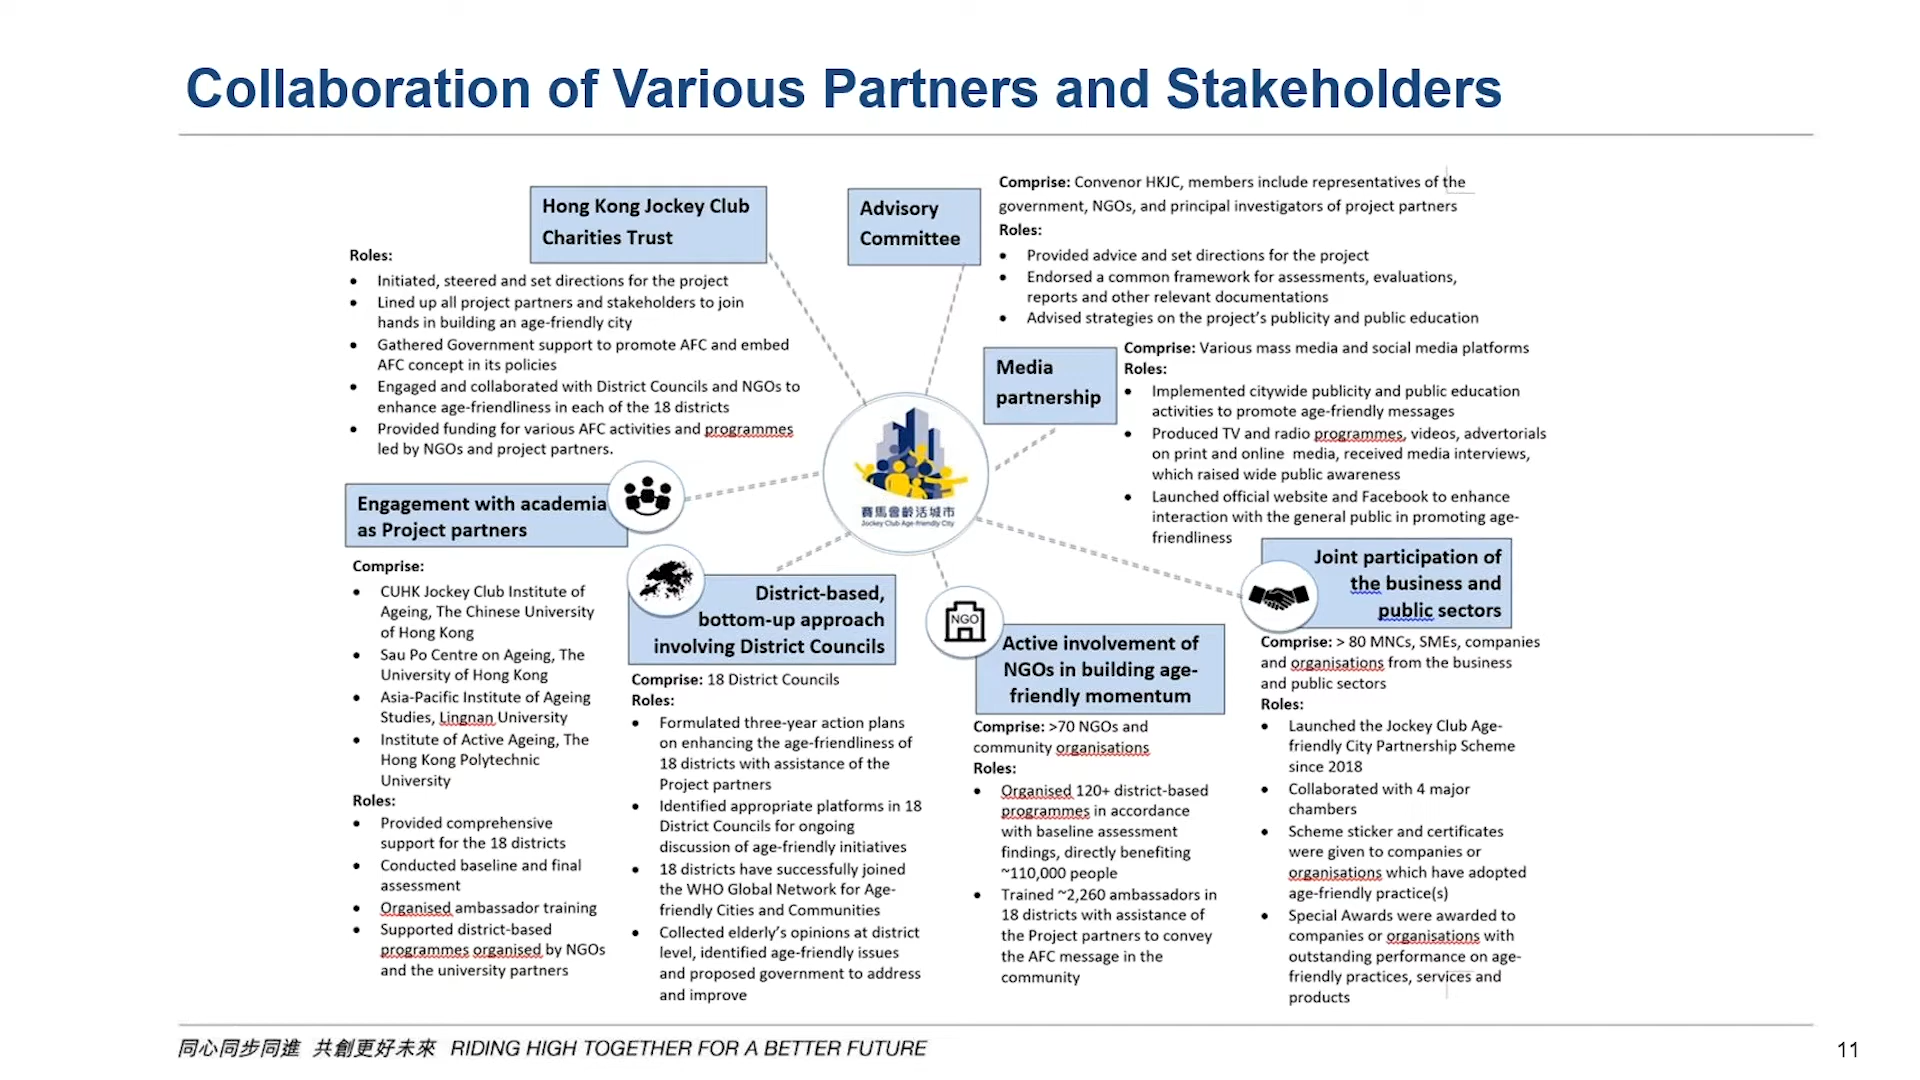 Collaboration of Various Partners and Stakeholders
Hong Kong Jockey Club
Charities Trust
Roles:
• Initiated, steered and set directions for the project
• Lined up all project partners and stakeholders to join
hands in building an age-friendly city
• Gathered Government support to promote AFC and embed
AFC concept in its policies
• Engaged and collaborated with District Councils and NGOs to
enhance age-friendliness in each of the 18 districts
• Provided funding for various AFC activities and programmes
led by NGOs and project partners.
Advisory
Committee
Comprise: Convenor HKJC, members include representatives of the
government, NGOs, and principal investigators of project partners
Roles:
• Provided advice and set directions for the project
• Endorsed a common framework for assessments, evaluations,
reports and other relevant documentations
• Advised strategies on the project's publicity and public education
Media
partnership
Comprise: Various mass media and social media platforms
Roles:
• Implemented citywide publicity and public education
activities to promote age-friendly messages
• Produced TV and radio programmes, videos, advertorials
on print and online media, received media interviews,
which raised wide public awareness
• Launched official website and Facebook to enhance
interaction with the general public in promoting age-
friendliness
賽馬會齡活城市
Jockey Club Age-friendly City
Engagement with academia
as Project partners
Comprise:
• CUHK Jockey Club Institute of
Ageing, The Chinese University
of Hong Kong
• Sau Po Centre on Ageing, The
University of Hong Kong
• Asia-Pacific Institute of Ageing
Studies, Lingnan University
• Institute of Active Ageing, The
Hong Kong Polytechnic
University
Roles:
• Provided comprehensive
support for the 18 districts
• Conducted baseline and final
assessment
• Organised ambassador training
• Supported district-based
programmes organised by NGOs
and the university partners
District-based,
bottom-up approach
involving District Councils
Comprise: 18 District Councils
Roles:
• Formulated three-year action plans
on enhancing the age-friendliness of
18 districts with assistance of the
Project partners
• Identified appropriate platforms in 18
District Councils for ongoing
discussion of age-friendly initiatives
• 18 districts have successfully joined
the WHO Global Network for Age-
friendly Cities and Communities
• Collected elderly's opinions at district
level, identified age-friendly issues
and proposed government to address
and improve
NGO
Active involvement of
NGOs in building age-
friendly momentum
Comprise: >70 NGOs and
community organisations
Roles:
• Organised 120+ district-based
programmes in accordance
with baseline assessment
findings, directly benefiting
~110,000 people
• Trained ~2,260 ambassadors in
18 districts with assistance of
the Project partners to convey
the AFC message in the
community
Joint participation of
the business and
public sectors
Comprise: > 80 MNCs, SMEs, companies
and organisations from the business
and public sectors
Roles:
• Launched the Jockey Club Age-
friendly City Partnership Scheme
since 2018
• Collaborated with 4 major
chambers
• Scheme sticker and certificates
were given to companies or
organisations which have adopted
age-friendly practice(s)
• Special Awards were awarded to
companies or organisations with
outstanding performance on age-
friendly practices, services and
products
同心同步同進 共創更好未來 RIDING HIGH TOGETHER FOR A BETTER FUTURE
11